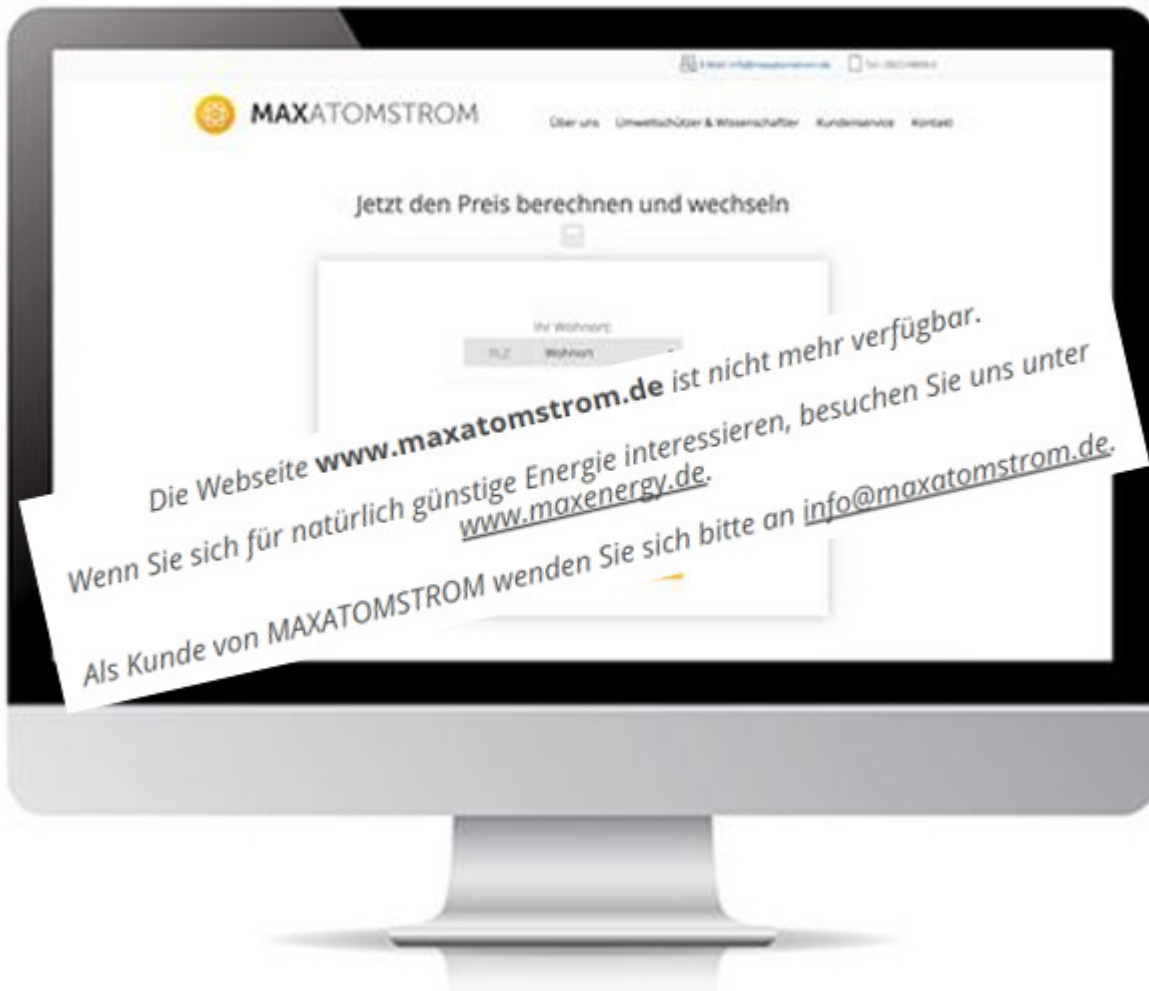 MAXATOMSTROM
Über uns Umweltschützer & Wissenschaftler Kundenservice Kontakt
Jetzt den Preis berechnen und wechseln
Ihr Wohnort:
PLZ Wohnort
Die Webseite www.maxatomstrom.de ist nicht mehr verfügbar.
Wenn Sie sich für natürlich günstige Energie interessieren, besuchen Sie uns unter
www.maxenergy.de.
Als Kunde von MAXATOMSTROM wenden Sie sich bitte an info@maxatomstrom.de.